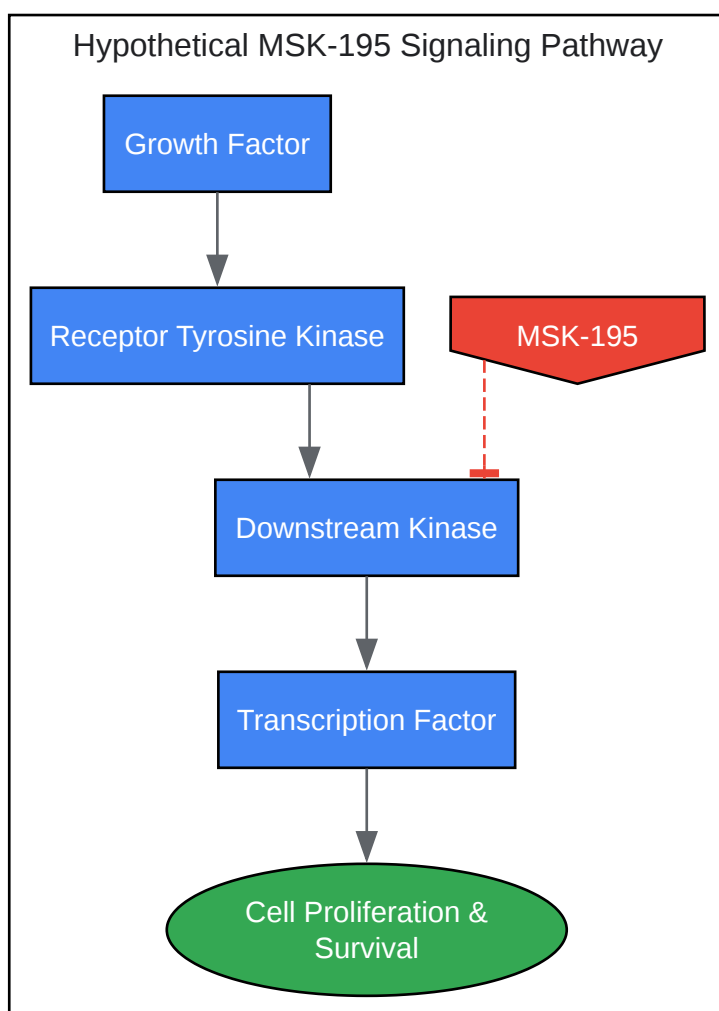 Hypothetical MSK-195 Signaling Pathway
Growth Factor
Receptor Tyrosine Kinase
MSK-195
Downstream Kinase
Transcription Factor
Cell Proliferation &
Survival